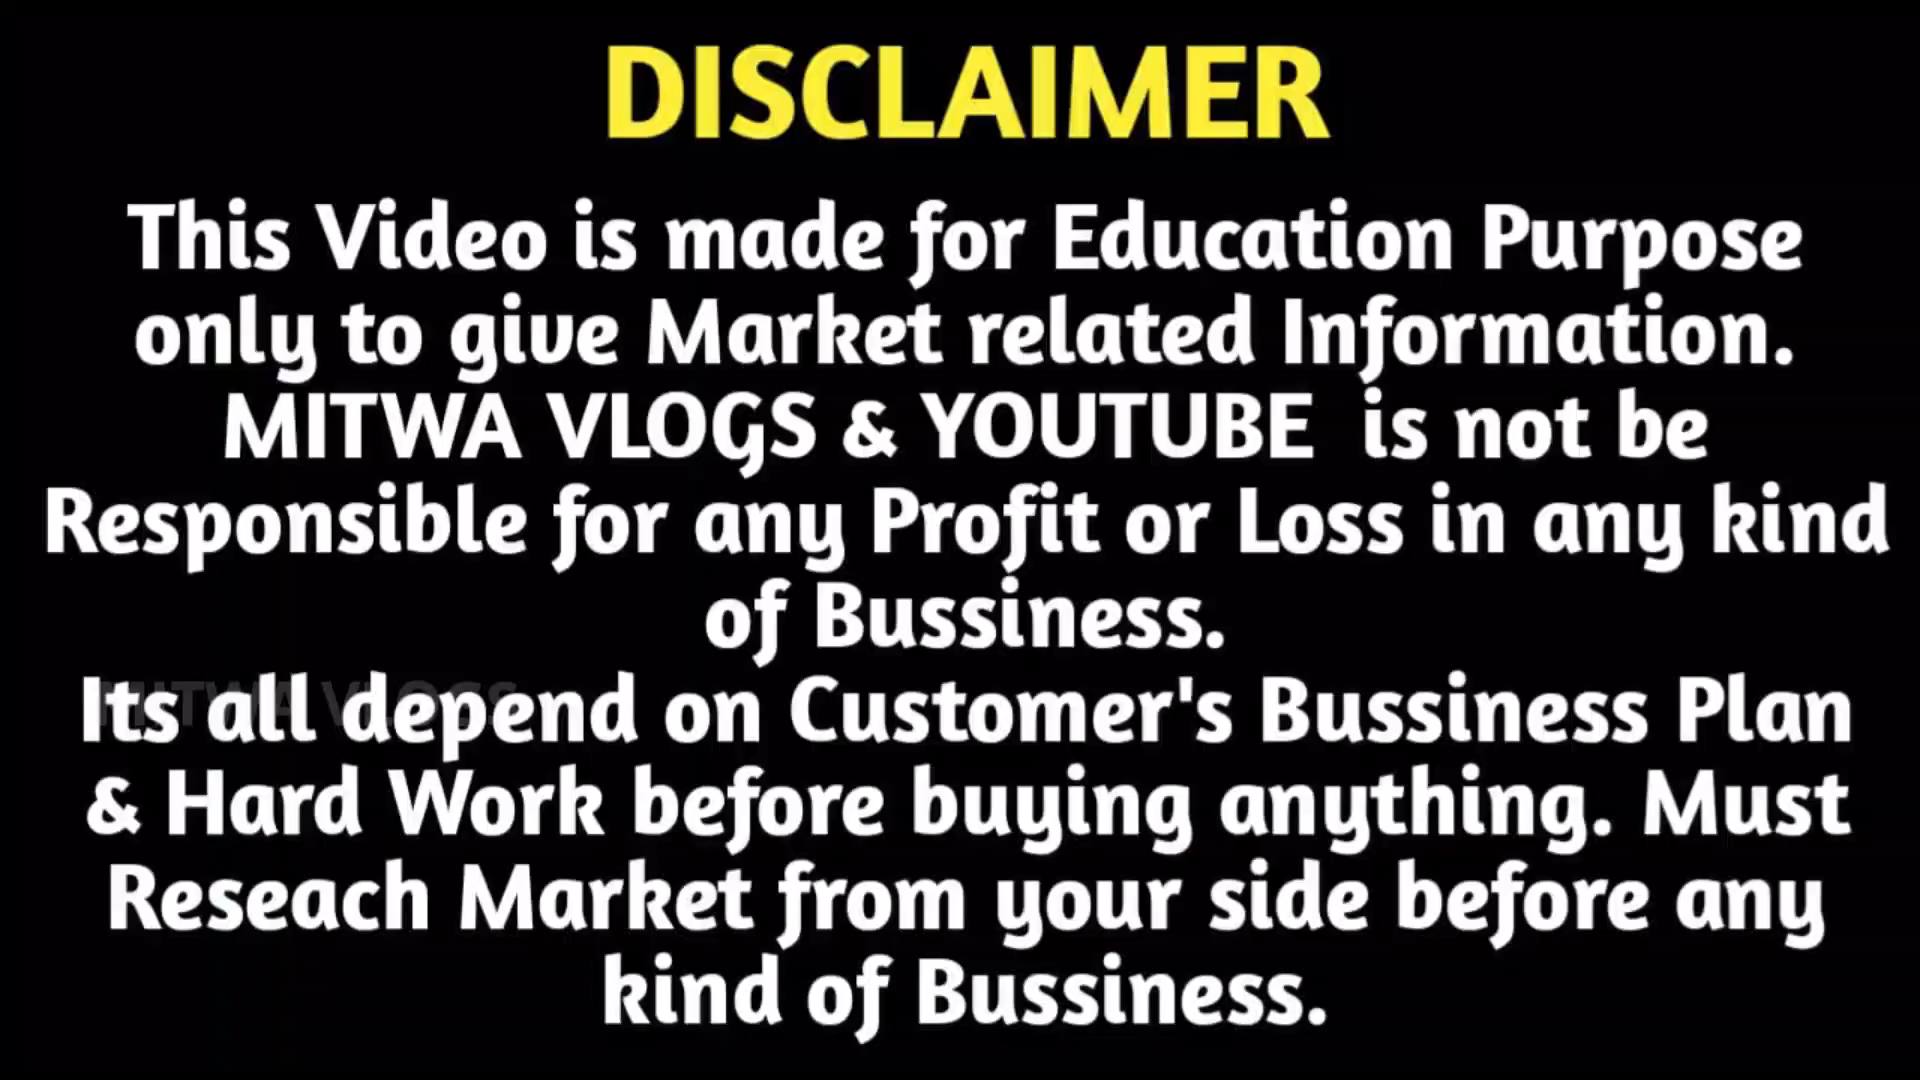 DISCLAIMER
This Video is made for Education Purpose
only to give Market related Information.
MITWA VLOGS & YOUTUBE is not be
Responsible for any Profit or Loss in any kind
of Bussiness.
Its all depend on Customer's Bussiness Plan
& Hard Work before buying anything. Must
Reseach Market from your side before any
kind of Bussiness.
MITWA VLOGS